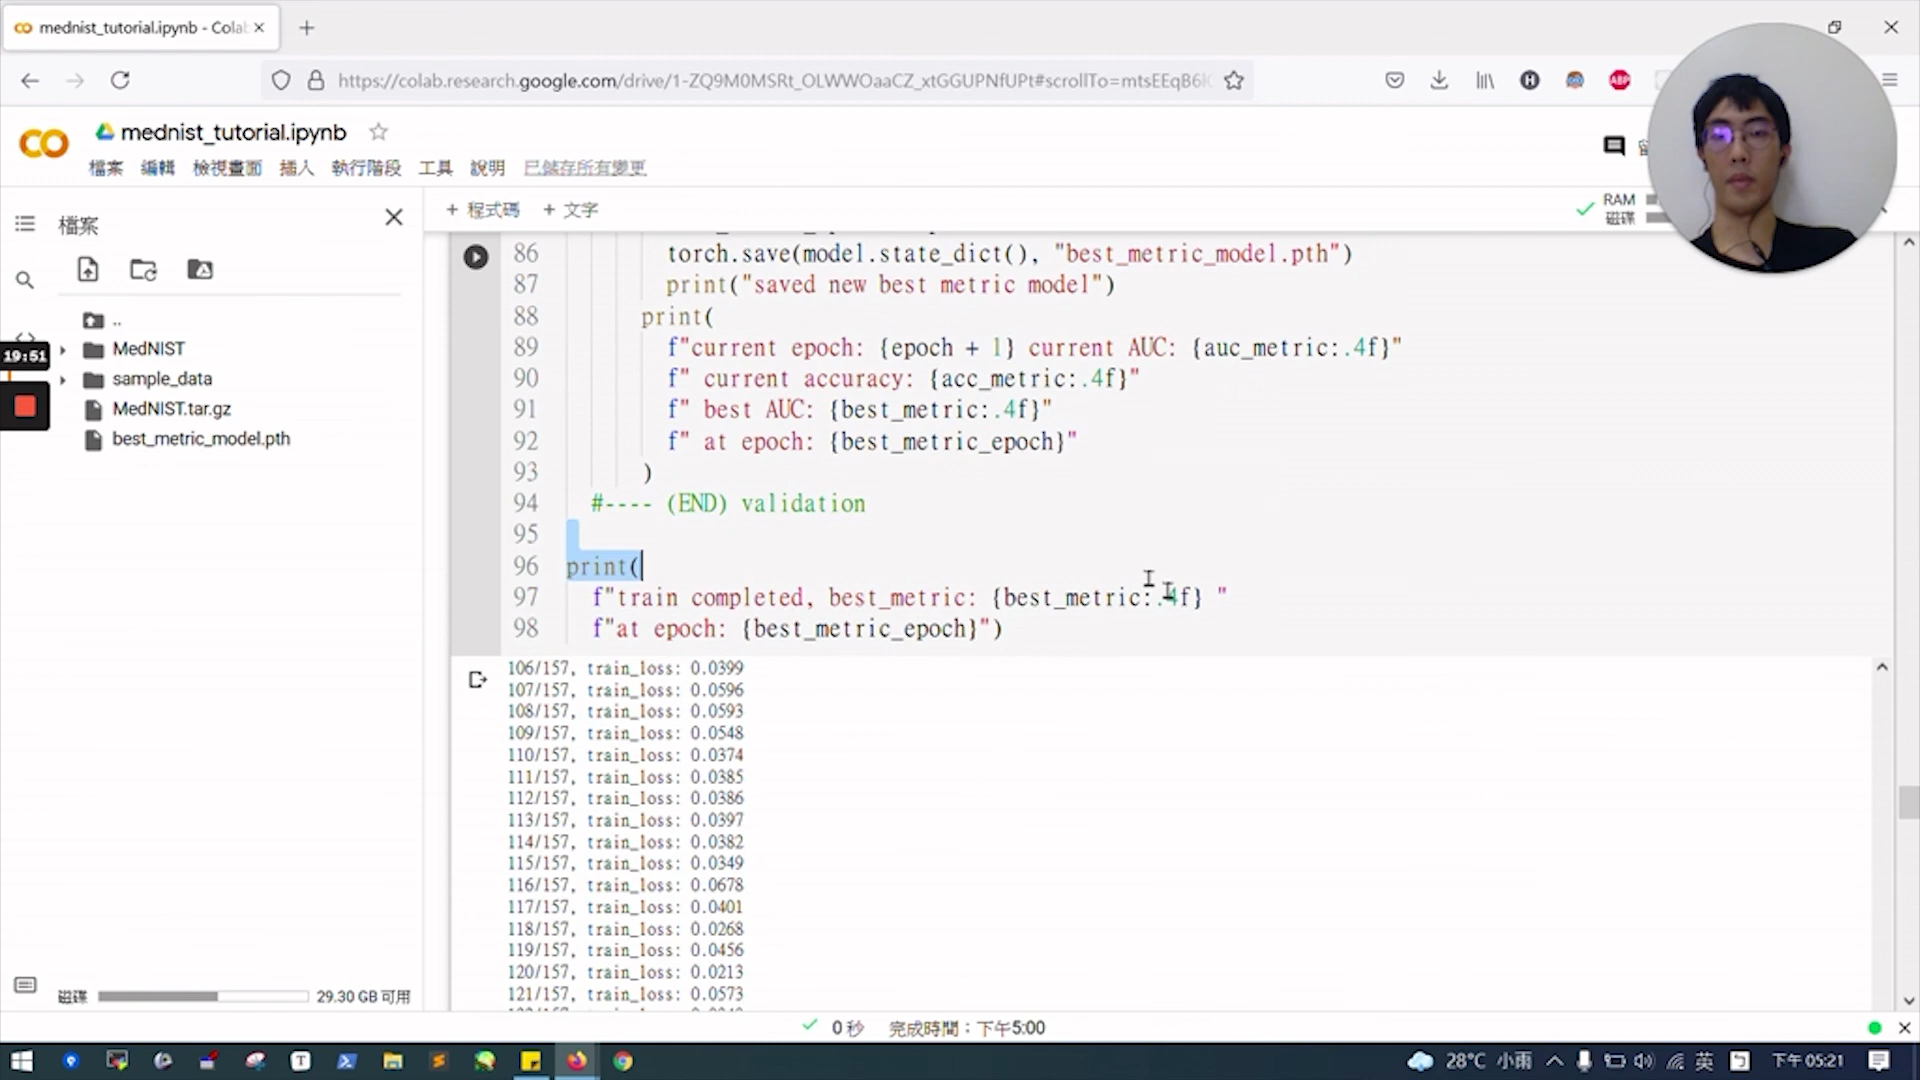 mednist_tutorial.ipynb - Colab
https://colab.research.google.com/drive/1-ZQ9M0MSRt_OLWWOaaCZ_xtGGUPNfUPt#scrollTo=mtsEEqB6
ABP
mednist_tutorial.ipynb
檔案 編輯 檢視畫面 插入 執行階段 工具 說明 已儲存所有變更
檔案
+ 程式碼 + 文字
RAM
磁碟
..
MedNIST
sample_data
MedNIST.tar.gz
best_metric_model.pth
19:51
86 torch.save(model.state_dict(), "best_metric_model.pth")
87 print("saved new best metric model")
88 print(
89 f"current epoch: {epoch + 1} current AUC: {auc_metric:.4f}"
90 f" current accuracy: {acc_metric:.4f}"
91 f" best AUC: {best_metric:.4f}"
92 f" at epoch: {best_metric_epoch}"
93 )
94 #---- (END) validation
95
96 print(
97 f"train completed, best_metric: {best_metric:.4f} "
98 f"at epoch: {best_metric_epoch}")
106/157, train_loss: 0.0399
107/157, train_loss: 0.0596
108/157, train_loss: 0.0593
109/157, train_loss: 0.0548
110/157, train_loss: 0.0374
111/157, train_loss: 0.0385
112/157, train_loss: 0.0386
113/157, train_loss: 0.0397
114/157, train_loss: 0.0382
115/157, train_loss: 0.0349
116/157, train_loss: 0.0678
117/157, train_loss: 0.0401
118/157, train_loss: 0.0268
119/157, train_loss: 0.0456
120/157, train_loss: 0.0213
121/157, train_loss: 0.0573
磁碟 29.30 GB 可用
0 秒 完成時間：下午5:00
28°C 小雨 英 下午 05:21